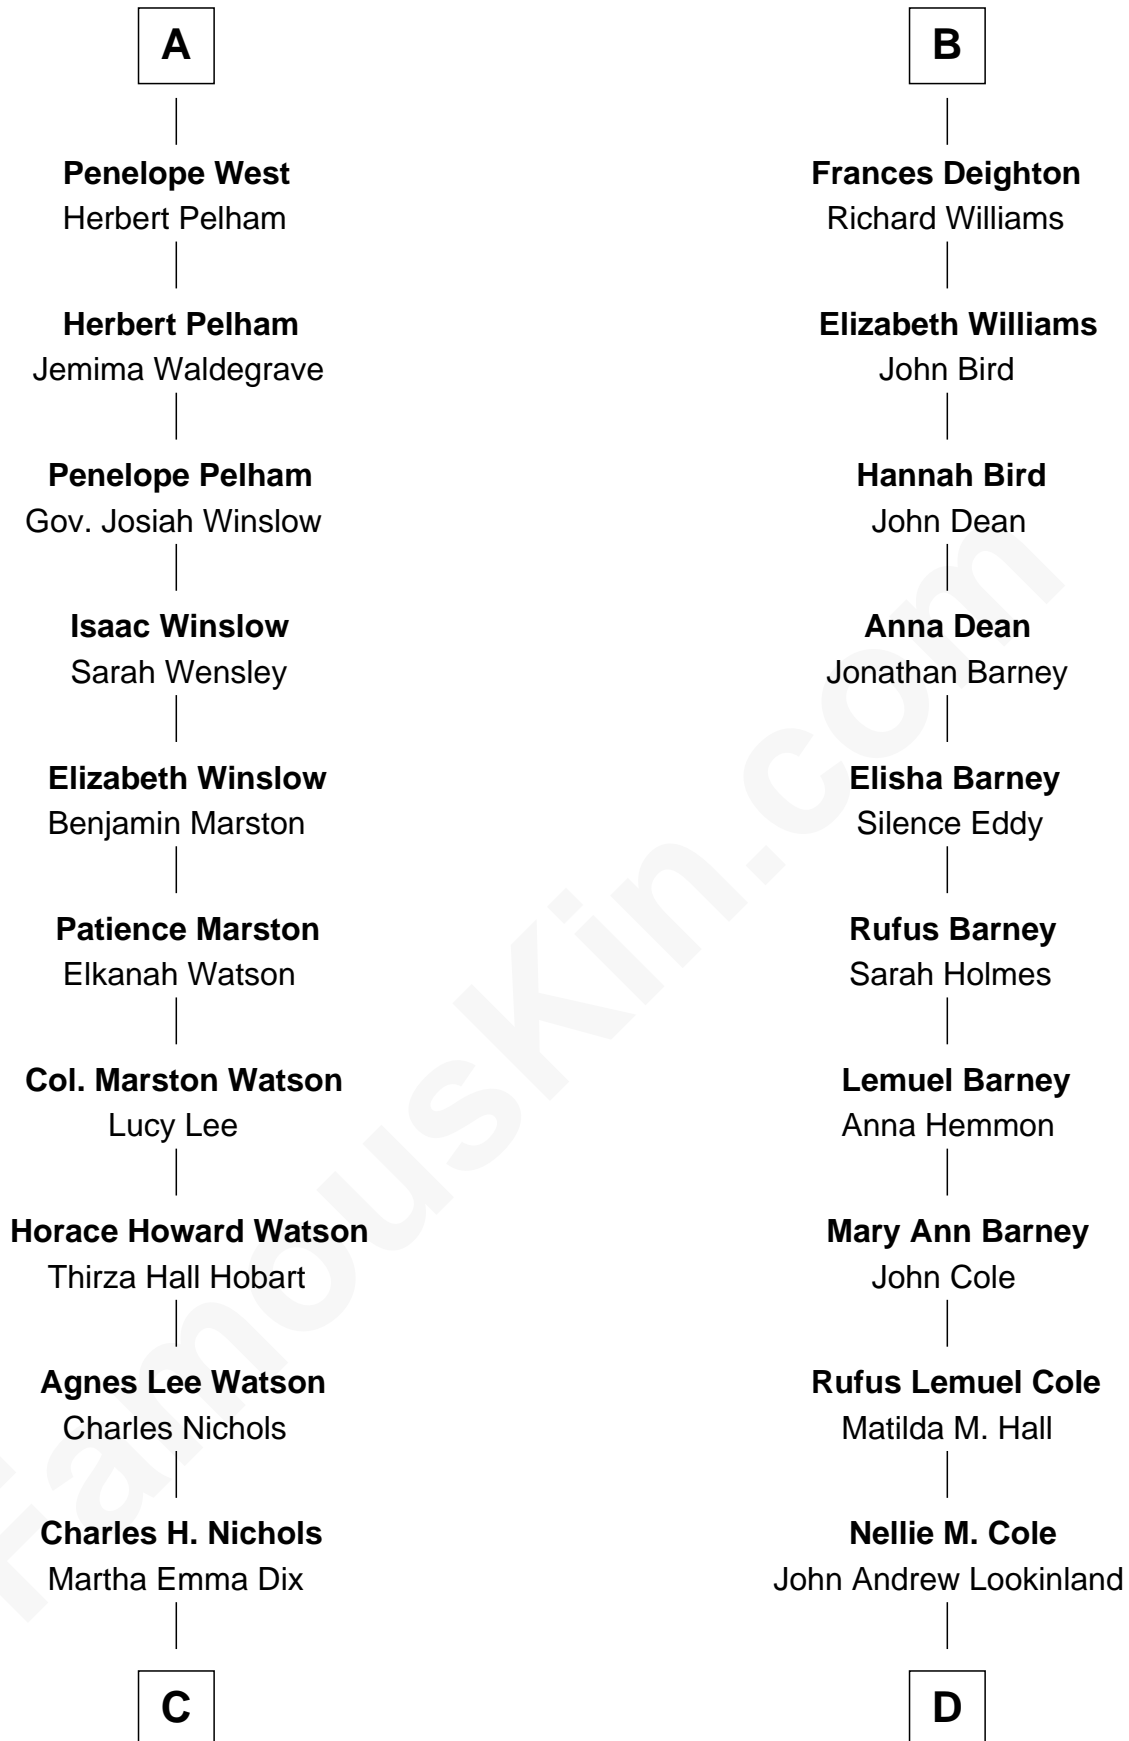 A
Penelope West
Herbert Pelham
Herbert Pelham
Jemima Waldegrave
Penelope Pelham
Gov. Josiah Winslow
Isaac Winslow
Sarah Wensley
Elizabeth Winslow
Benjamin Marston
Patience Marston
Elkanah Watson
Col. Marston Watson
Lucy Lee
Horace Howard Watson
Thirza Hall Hobart
Agnes Lee Watson
Charles Nichols
Charles H. Nichols
Martha Emma Dix
C
B
Frances Deighton
Richard Williams
Elizabeth Williams
John Bird
Hannah Bird
John Dean
Anna Dean
Jonathan Barney
Elisha Barney
Silence Eddy
Rufus Barney
Sarah Holmes
Lemuel Barney
Anna Hemmon
Mary Ann Barney
John Cole
Rufus Lemuel Cole
Matilda M. Hall
Nellie M. Cole
John Andrew Lookinland
D
FamousKin.com